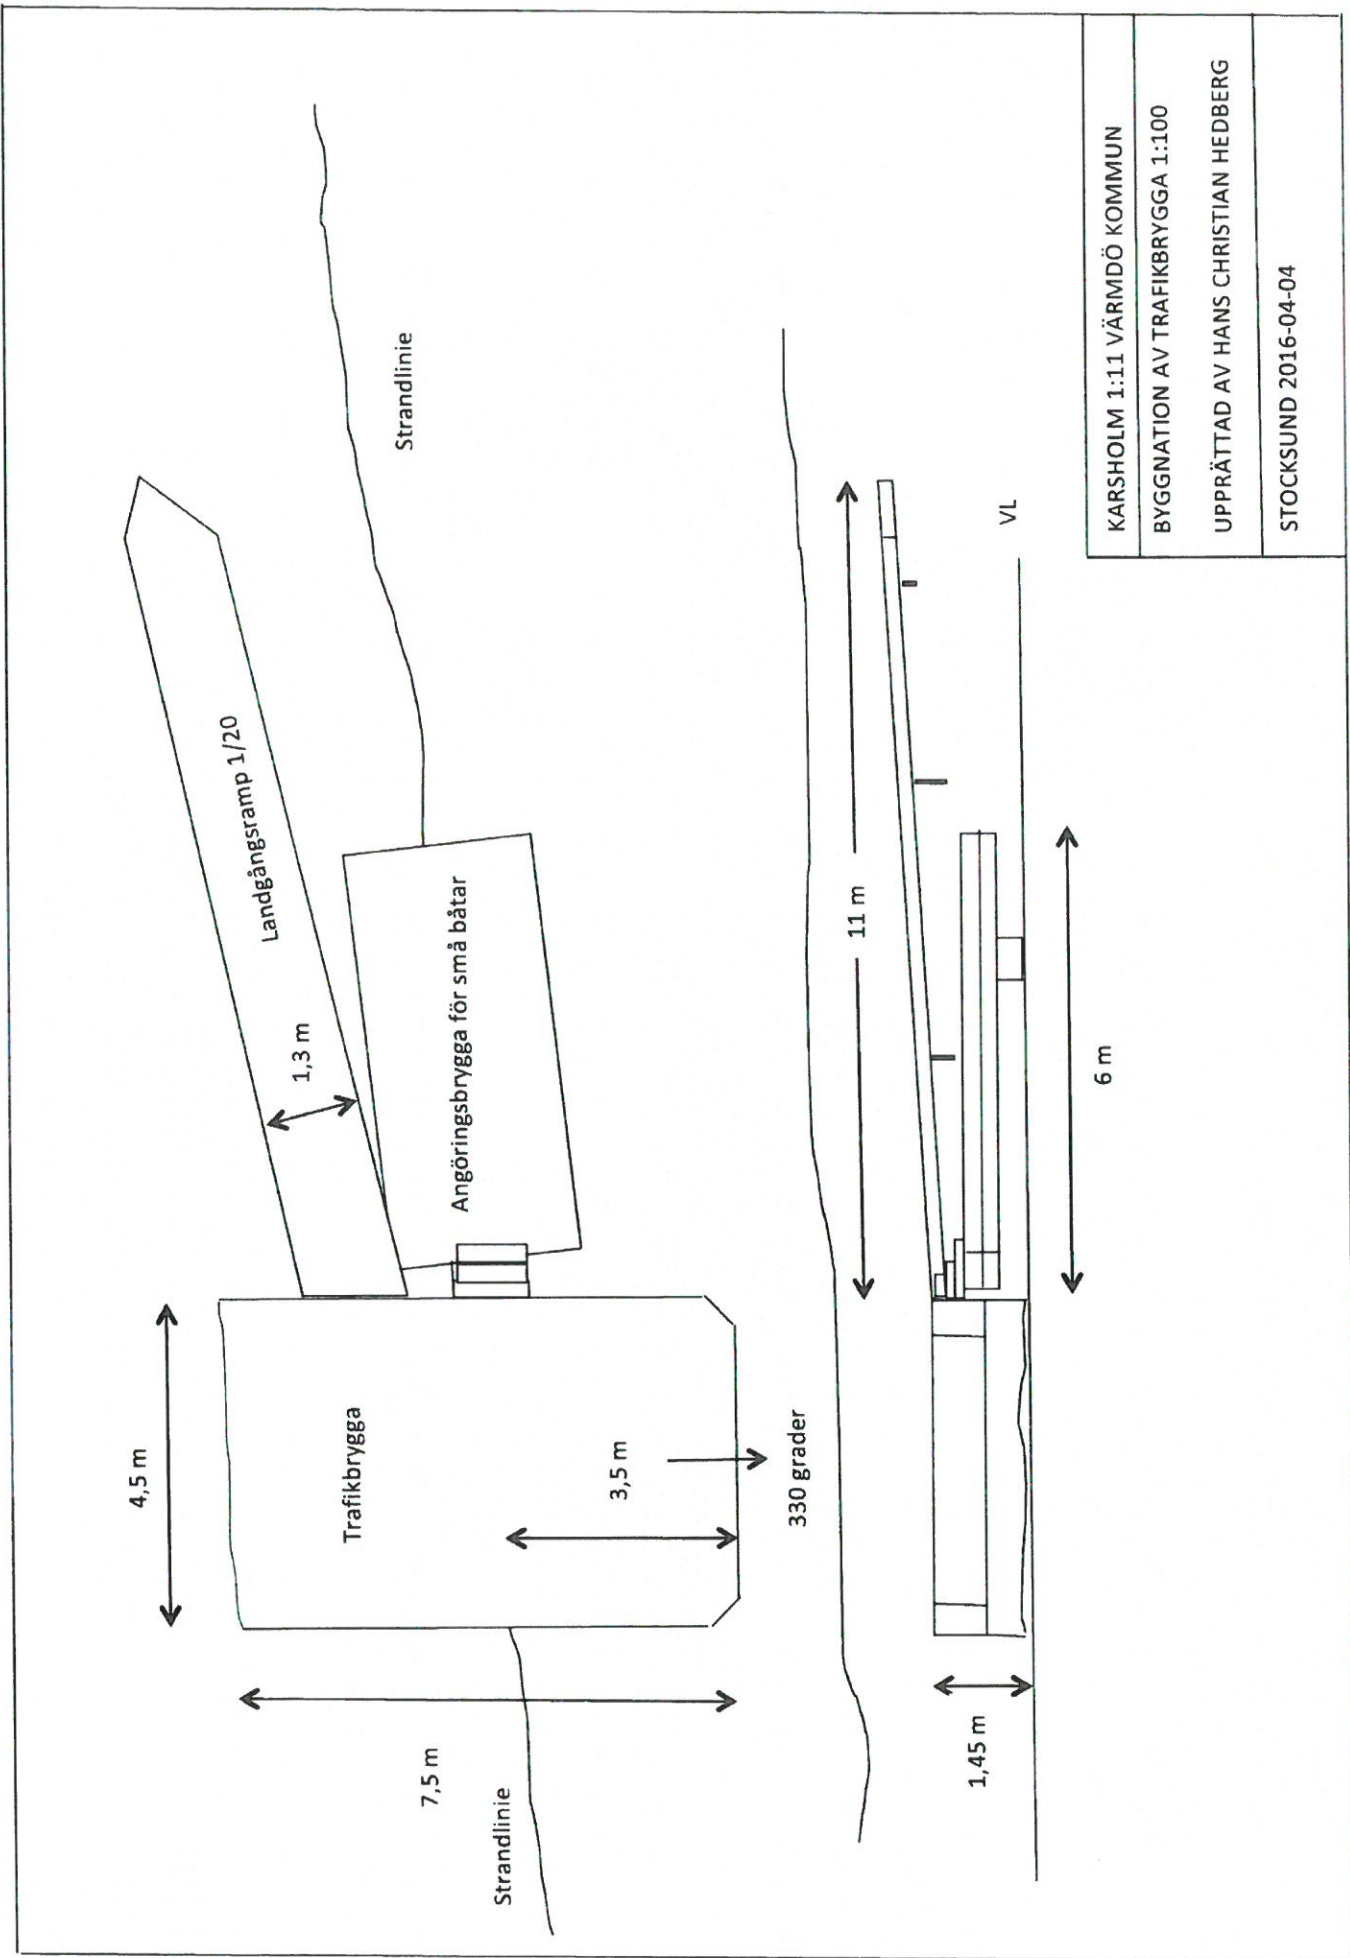 Strandlinie
7,5 m
4,5 m
Trafikbrygga
3,5 m
330 grader
Landgångsramp 1/20
1,3 m
Angöringsbrygga för små båtar
Strandlinie
1,45 m
11 m
6 m
VL
KARSHOLM 1:11 VÄRMDÖ KOMMUN
BYGGNATION AV TRAFIKBRYGGA 1:100
UPPRÄTTAD AV HANS CHRISTIAN HEDBERG
STOCKSUND 2016-04-04